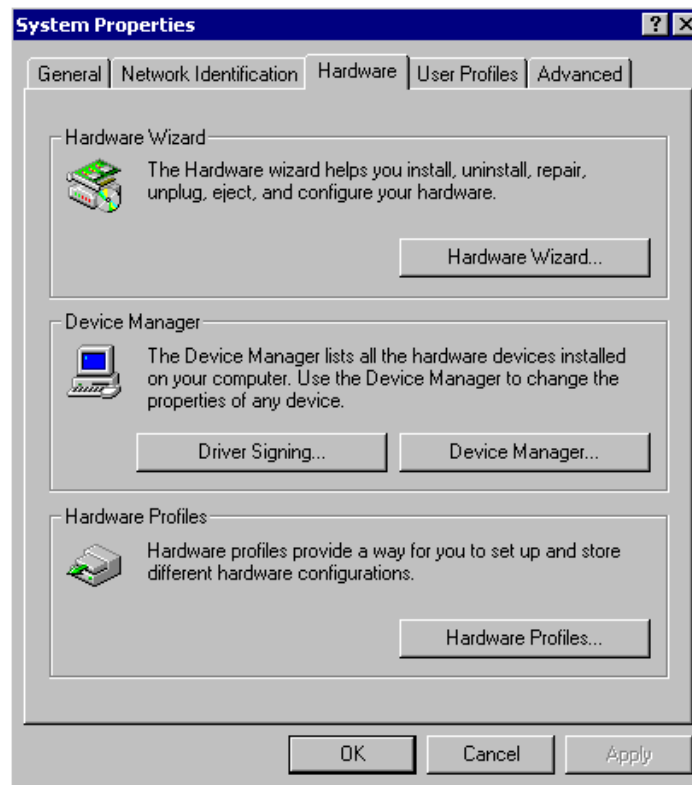 System Properties
General Network Identification Hardware User Profiles Advanced
Hardware Wizard
The Hardware wizard helps you install, uninstall, repair,
unplug, eject, and configure your hardware.
Hardware Wizard...
Device Manager
The Device Manager lists all the hardware devices installed
on your computer. Use the Device Manager to change the
properties of any device.
Driver Signing... Device Manager...
Hardware Profiles
Hardware profiles provide a way for you to set up and store
different hardware configurations.
Hardware Profiles...
OK Cancel Apply